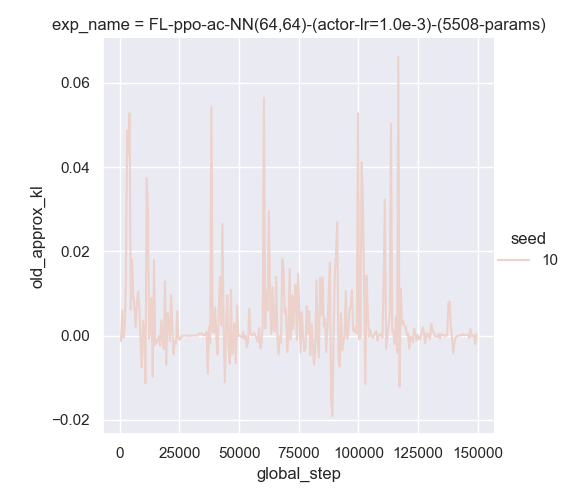 exp_name = FL-ppo-ac-NN(64,64)-(actor-lr=1.0e-3)-(5508-params)
0.06
0.04
0.02
0.00
−0.02
old_approx_kl
0 25000 50000 75000 100000 125000 150000
global_step
seed
10